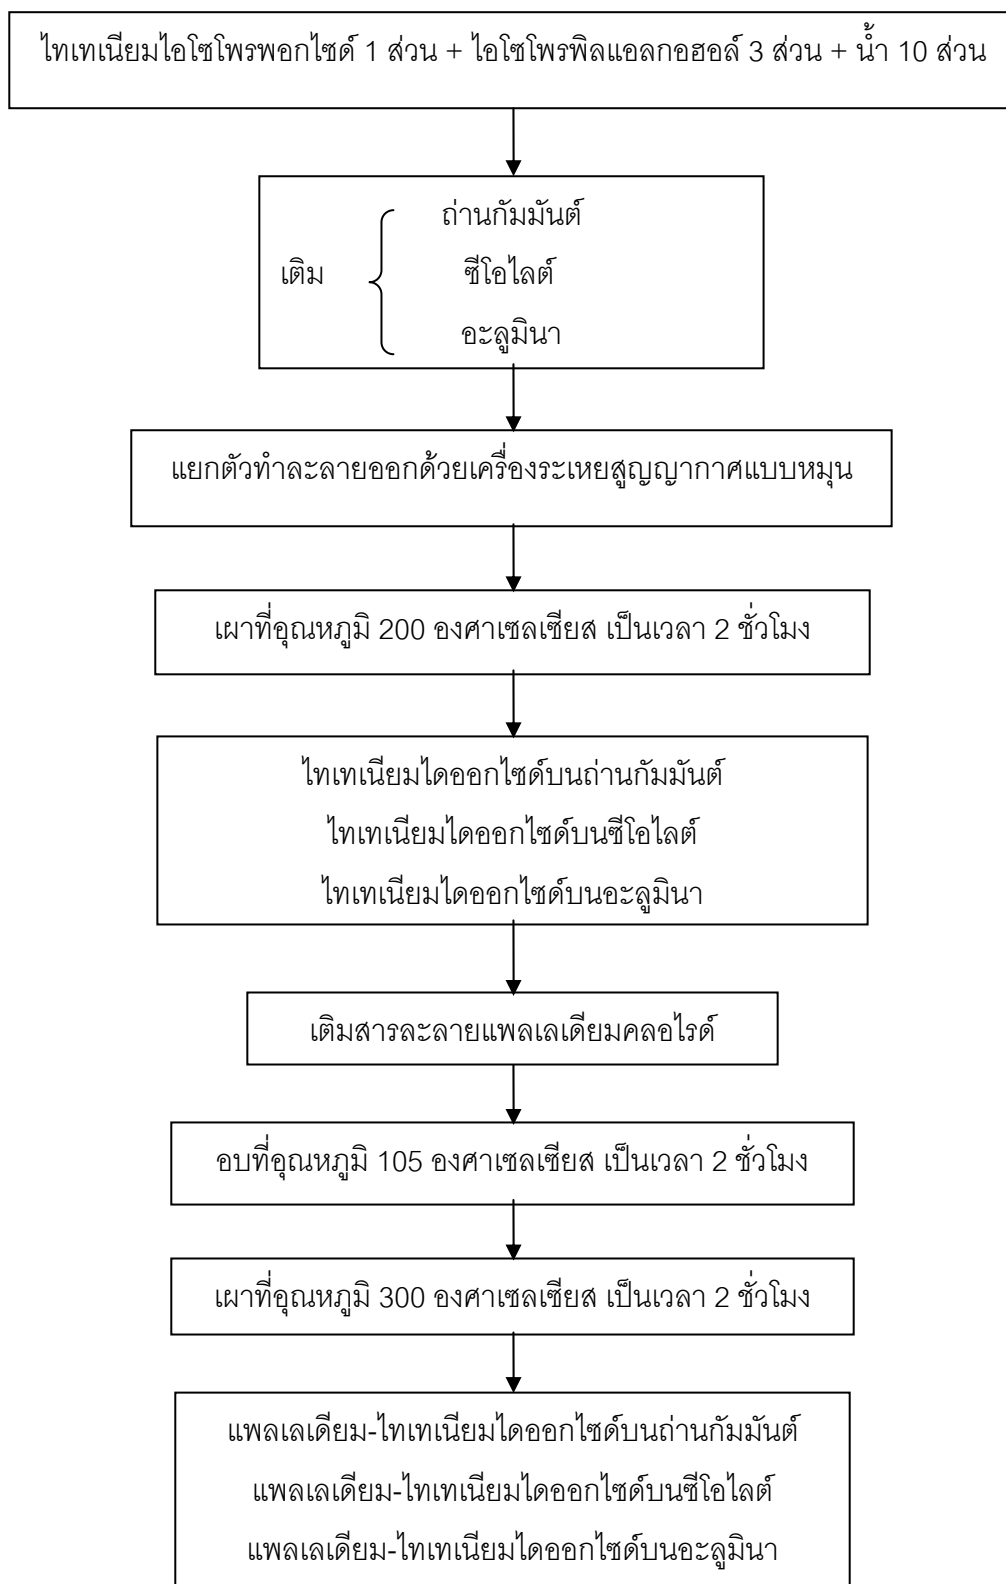 ไทเทเนียมไอโซโพรพอกไซด์ 1 ส่วน + ไอโซโพรพิลแอลกอฮอล์ 3 ส่วน + น้ำ 10 ส่วน
ถ่านกัมมันต์
เติม
ซีโอไลต์
อะลูมินา
แยกตัวทำละลายออกด้วยเครื่องระเหยสูญญากาศแบบหมุน
เผาที่อุณหภูมิ 200 องศาเซลเซียส เป็นเวลา 2 ชั่วโมง
ไทเทเนียมไดออกไซด์บนถ่านกัมมันต์
ไทเทเนียมไดออกไซด์บนซีโอไลต์
ไทเทเนียมไดออกไซด์บนอะลูมินา
เติมสารละลายแพลเลเดียมคลอไรด์
อบที่อุณหภูมิ 105 องศาเซลเซียส เป็นเวลา 2 ชั่วโมง
เผาที่อุณหภูมิ 300 องศาเซลเซียส เป็นเวลา 2 ชั่วโมง
แพลเลเดียม-ไทเทเนียมไดออกไซด์บนถ่านกัมมันต์
แพลเลเดียม-ไทเทเนียมไดออกไซด์บนซีโอไลต์
แพลเลเดียม-ไทเทเนียมไดออกไซด์บนอะลูมินา